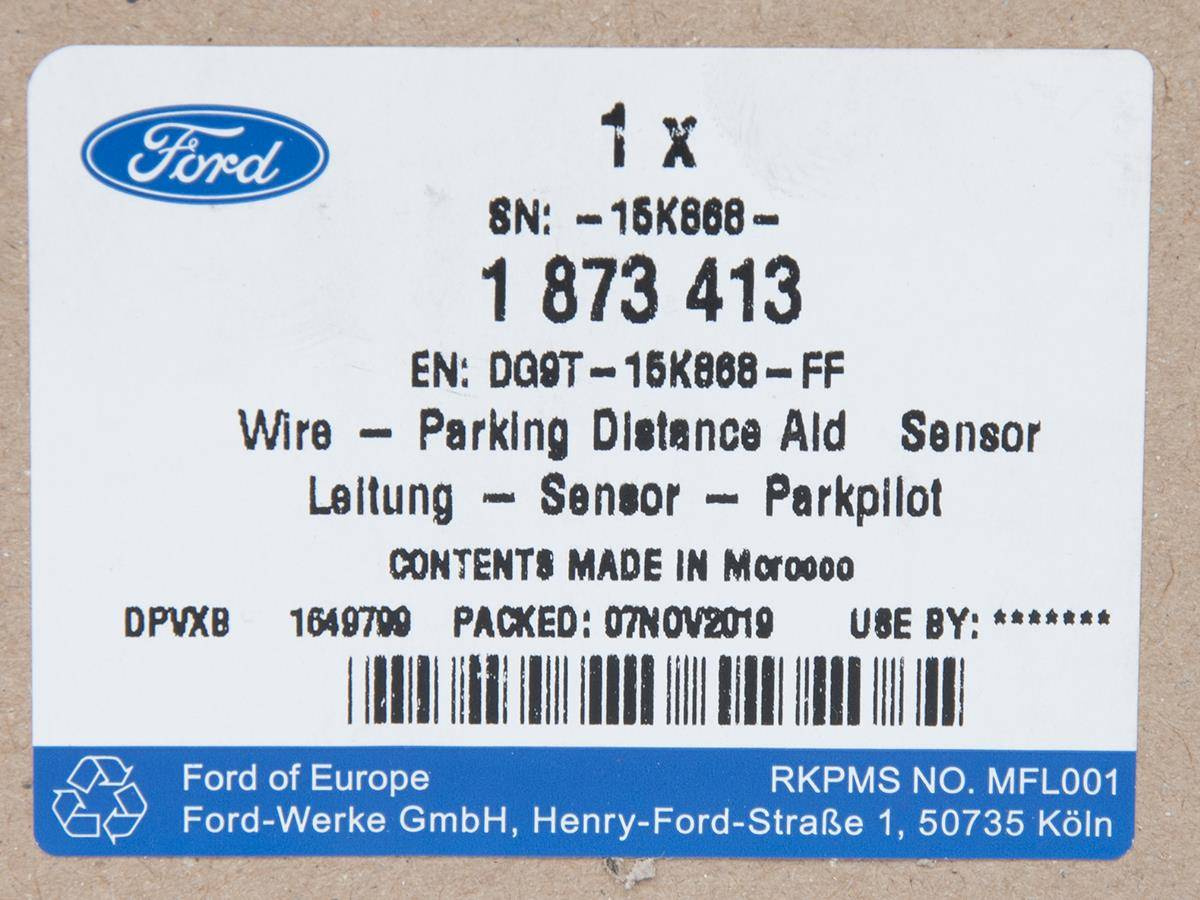 Ford
1 x
SN: -15K868-
1 873 413
EN: DG9T-15K868-FF
Wire - Parking Distance Aid Sensor
Leitung - Sensor - Parkpilot
CONTENTS MADE IN Morocco
DPVXB 1649799 PACKED: 07NOV2019 USE BY: *******
Ford of Europe RKPMS NO. MFL001
Ford-Werke GmbH, Henry-Ford-Straße 1, 50735 Köln